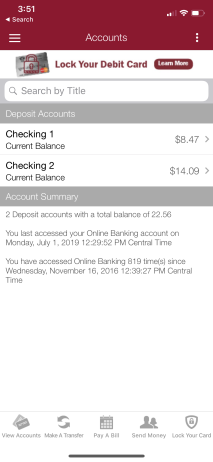 3:51
Search
Accounts
Lock Your Debit Card Learn More
Search by Title
Deposit Accounts
Checking 1
Current Balance
$8.47
Checking 2
Current Balance
$14.09
Account Summary
2 Deposit accounts with a total balance of 22.56
You last accessed your Online Banking account on
Monday, July 1, 2019 12:29:52 PM Central
Time
You have accessed Online Banking 819 time(s) since
Wednesday, November 16, 2016 12:39:27 PM Central
Time
View Accounts Make A Transfer Pay A Bill Send Money Lock Your Card